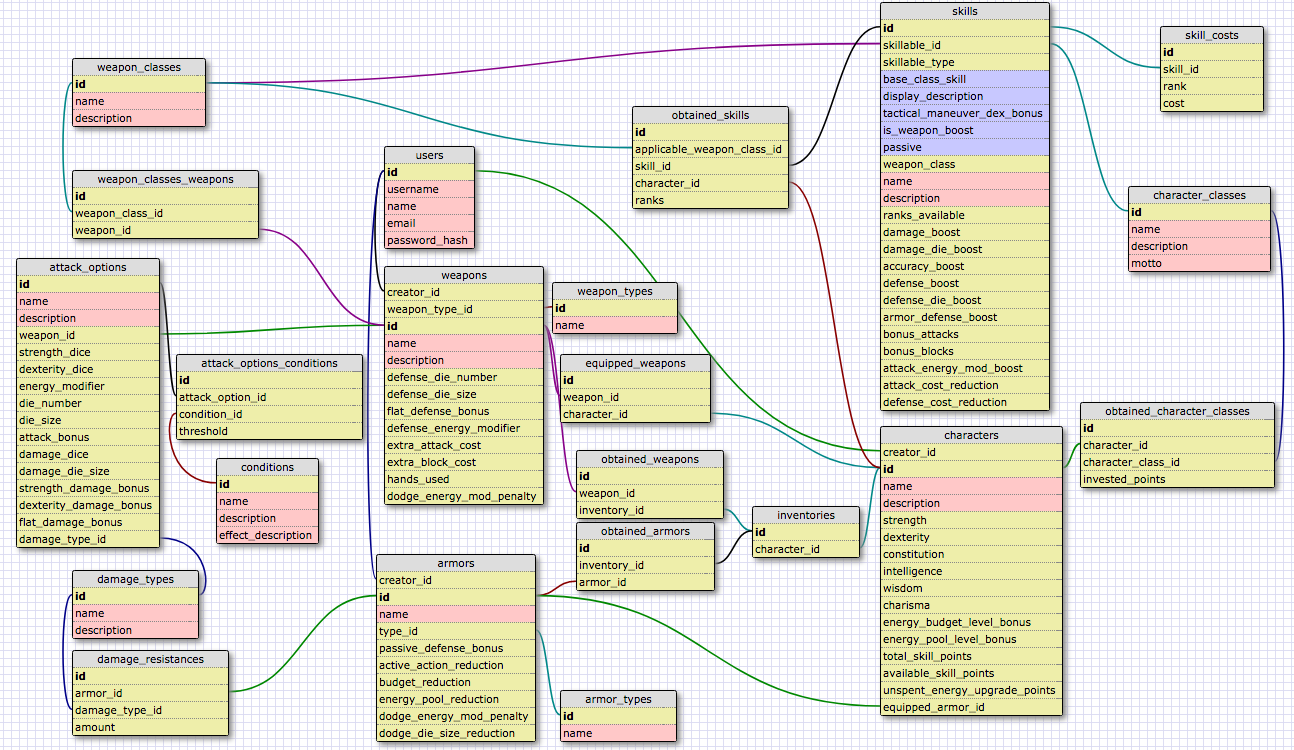 weapon_classes
id
name
description
weapon_classes_weapons
id
weapon_class_id
weapon_id
attack_options
id
name
description
weapon_id
strength_dice
dexterity_dice
energy_modifier
die_number
die_size
attack_bonus
damage_dice
damage_die_size
strength_damage_bonus
dexterity_damage_bonus
flat_damage_bonus
damage_type_id
attack_options_conditions
id
attack_option_id
condition_id
threshold
conditions
id
name
description
effect_description
damage_types
id
name
description
damage_resistances
id
armor_id
damage_type_id
amount
users
id
username
name
email
password_hash
weapons
creator_id
weapon_type_id
id
name
description
defense_die_number
defense_die_size
flat_defense_bonus
defense_energy_modifier
extra_attack_cost
extra_block_cost
hands_used
dodge_energy_mod_penalty
armors
creator_id
id
name
type_id
passive_defense_bonus
active_action_reduction
budget_reduction
energy_pool_reduction
dodge_energy_mod_penalty
dodge_die_size_reduction
weapon_types
id
name
equipped_weapons
id
weapon_id
character_id
obtained_weapons
id
weapon_id
inventory_id
obtained_armors
id
inventory_id
armor_id
armor_types
id
name
obtained_skills
id
applicable_weapon_class_id
skill_id
character_id
ranks
inventories
id
character_id
skills
id
skillable_id
skillable_type
base_class_skill
display_description
tactical_maneuver_dex_bonus
is_weapon_boost
passive
weapon_class
name
description
ranks_available
damage_boost
damage_die_boost
accuracy_boost
defense_boost
defense_die_boost
armor_defense_boost
bonus_attacks
bonus_blocks
attack_energy_mod_boost
attack_cost_reduction
defense_cost_reduction
characters
creator_id
id
name
description
strength
dexterity
constitution
intelligence
wisdom
charisma
energy_budget_level_bonus
energy_pool_level_bonus
total_skill_points
available_skill_points
unspent_energy_upgrade_points
equipped_armor_id
skill_costs
id
skill_id
rank
cost
character_classes
id
name
description
motto
obtained_character_classes
id
character_id
character_class_id
invested_points